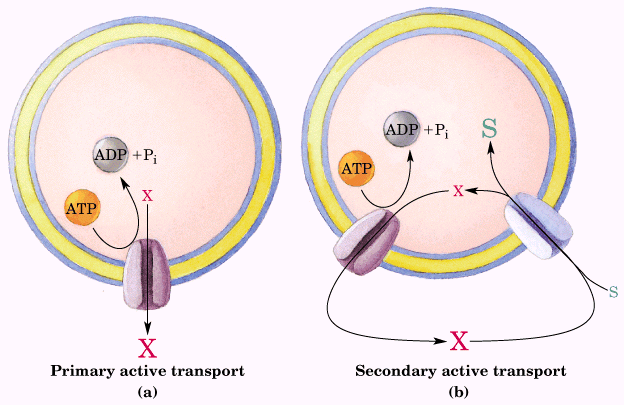 ADP +Pi
X
ATP
X
Primary active transport
(a)
ADP +Pi
S
ATP
X
S
X
Secondary active transport
(b)